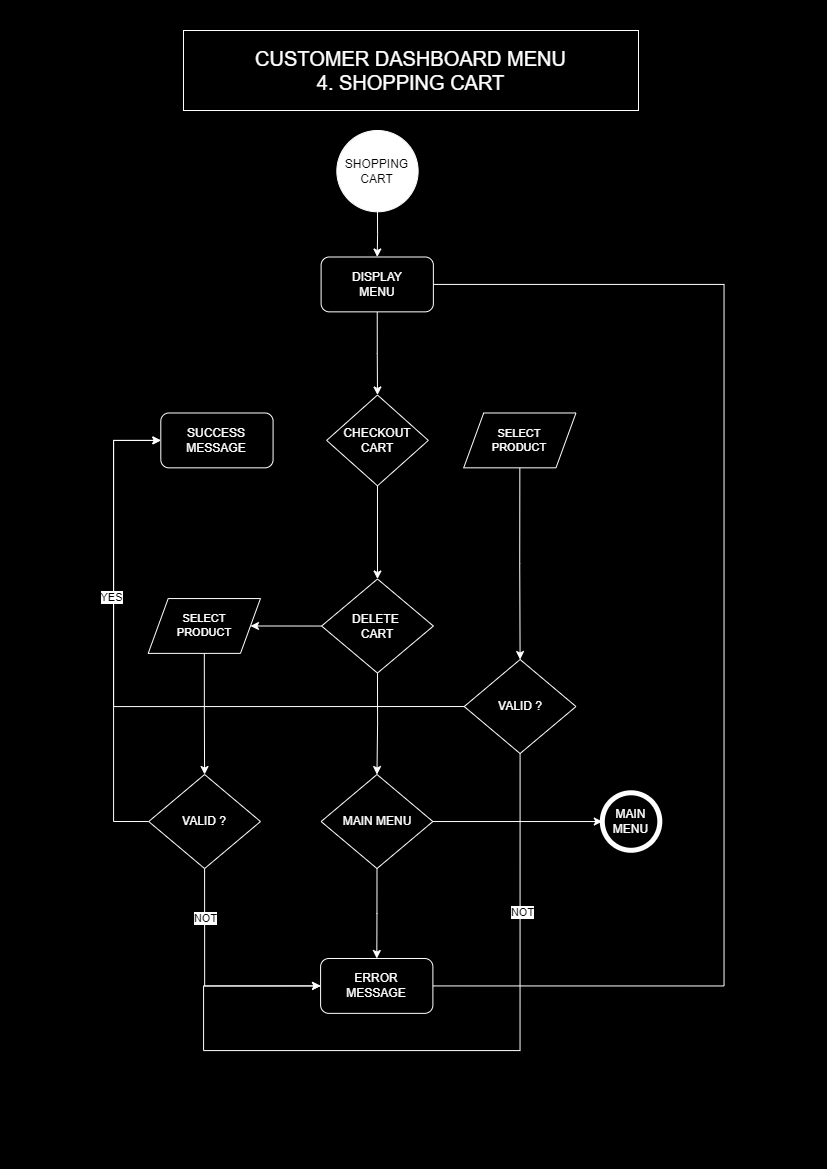 CUSTOMER DASHBOARD MENU
4. SHOPPING CART
SHOPPING
CART
DISPLAY
MENU
SUCCESS
MESSAGE
CHECKOUT
CART
SELECT
PRODUCT
YES
SELECT
PRODUCT
DELETE
CART
VALID ?
VALID ?
MAIN MENU
MAIN
MENU
NOT
NOT
ERROR
MESSAGE